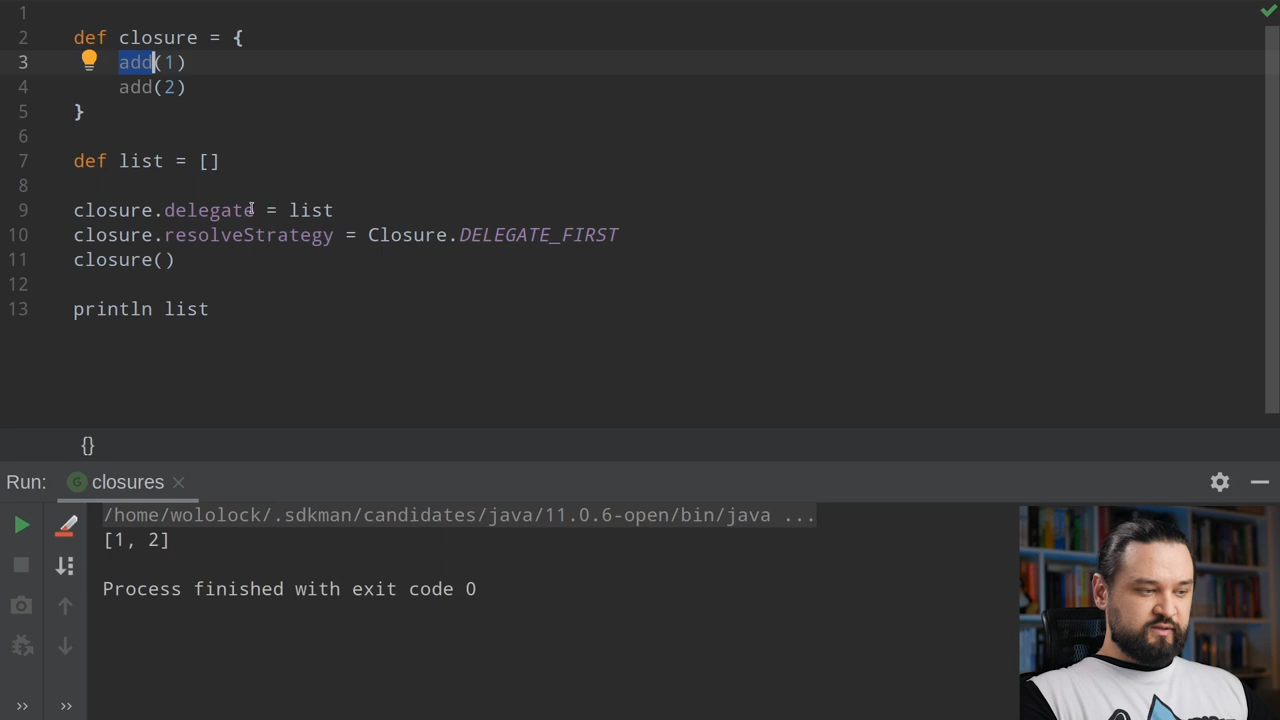 1
2 def closure = {
3 add(1)
4 add(2)
5 }
6
7 def list = []
8
9 closure.delegate = list
10 closure.resolveStrategy = Closure.DELEGATE_FIRST
11 closure()
12
13 println list
{}
Run: G closures ×
/home/wololock/.sdkman/candidates/java/11.0.6-open/bin/java ...
[1, 2]
Process finished with exit code 0
>> >>